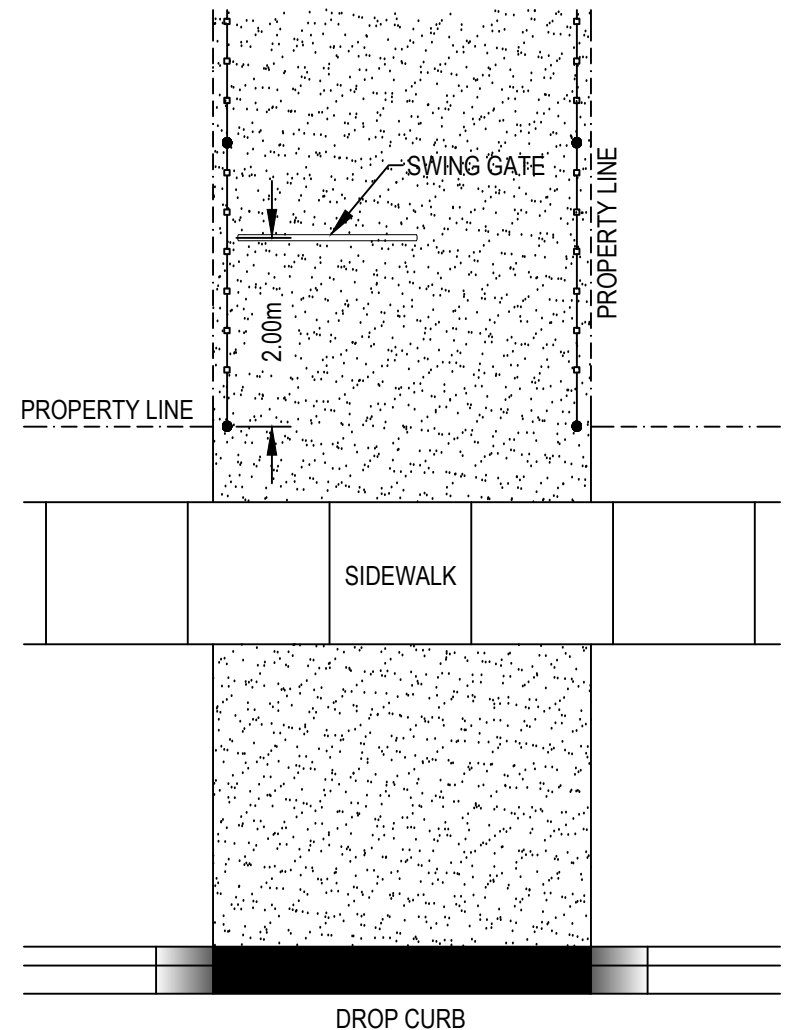 SWING GATE
PROPERTY LINE
2.00m
PROPERTY LINE
SIDEWALK
DROP CURB